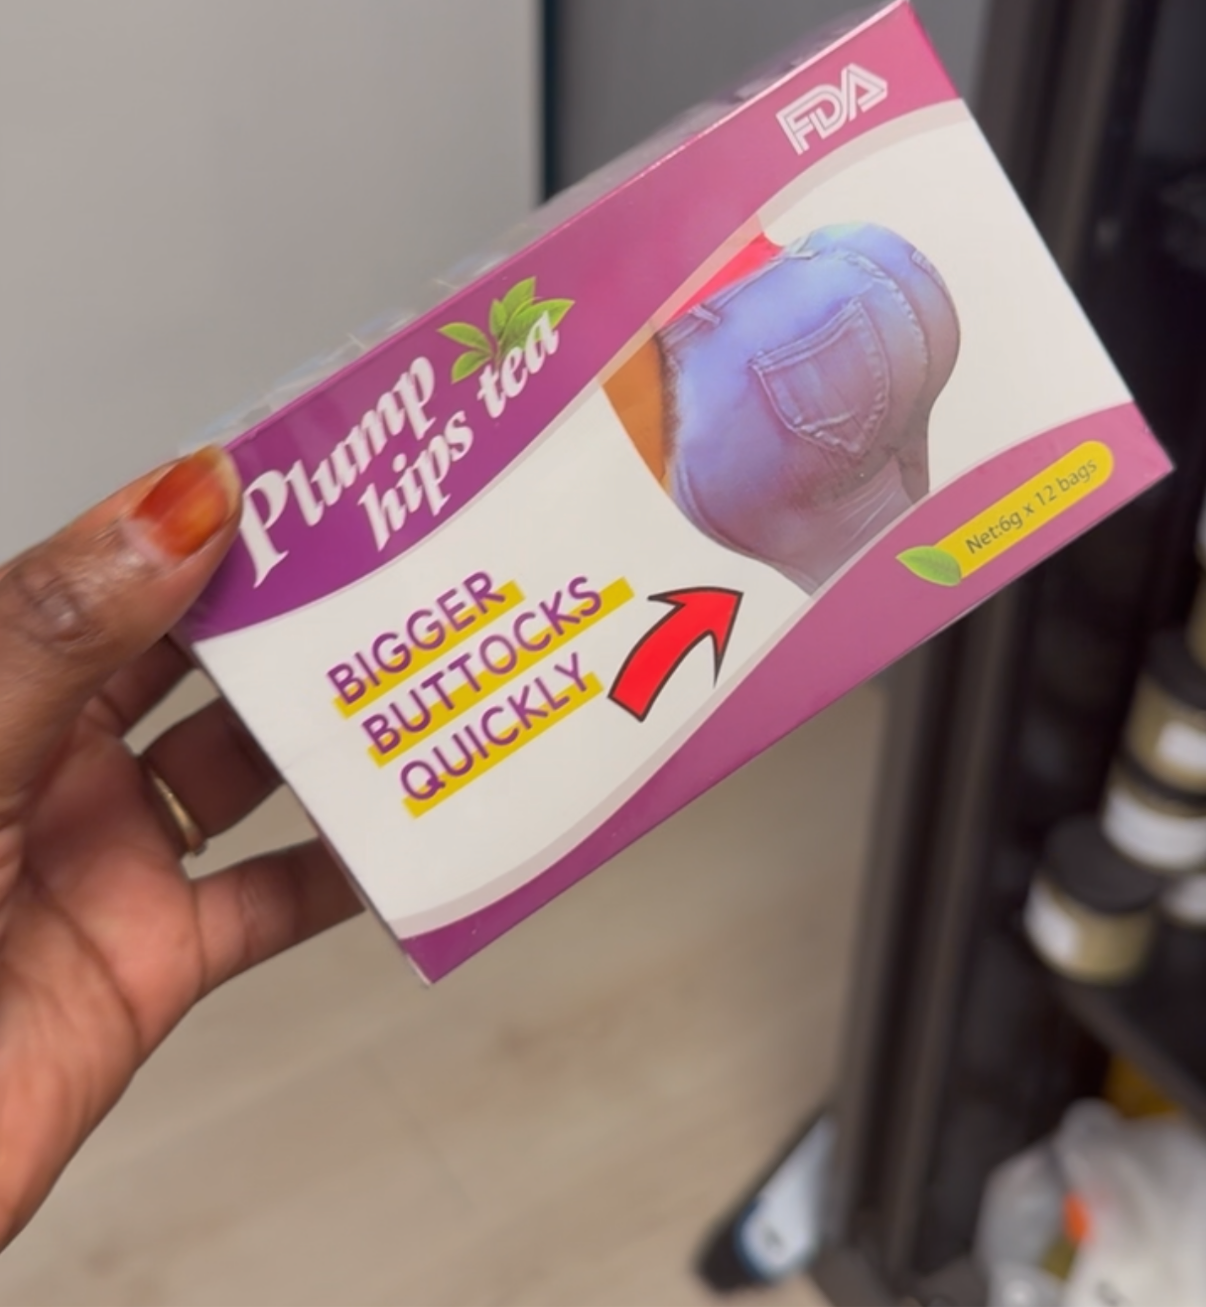 FDA
Plump
hips tea
BIGGER
BUTTOCKS
QUICKLY
Net:6g x 12 bags